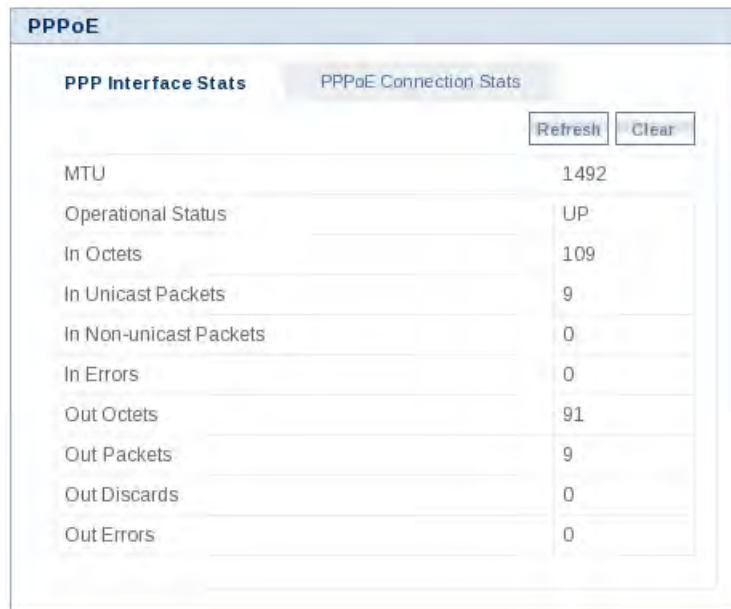 PPPoE
PPP Interface Stats PPPoE Connection Stats
Refresh Clear
MTU 1492
Operational Status UP
In Octets 109
In Unicast Packets 9
In Non-unicast Packets 0
In Errors 0
Out Octets 91
Out Packets 9
Out Discards 0
Out Errors 0